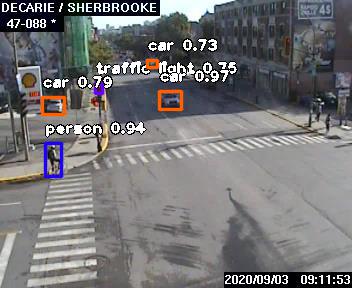 DECARIE / SHERBROOKE
47-088 *
car 0.73
traffic light 0.75
car 0.97
car 0.79
person 0.94
2020/09/03 09:11:53